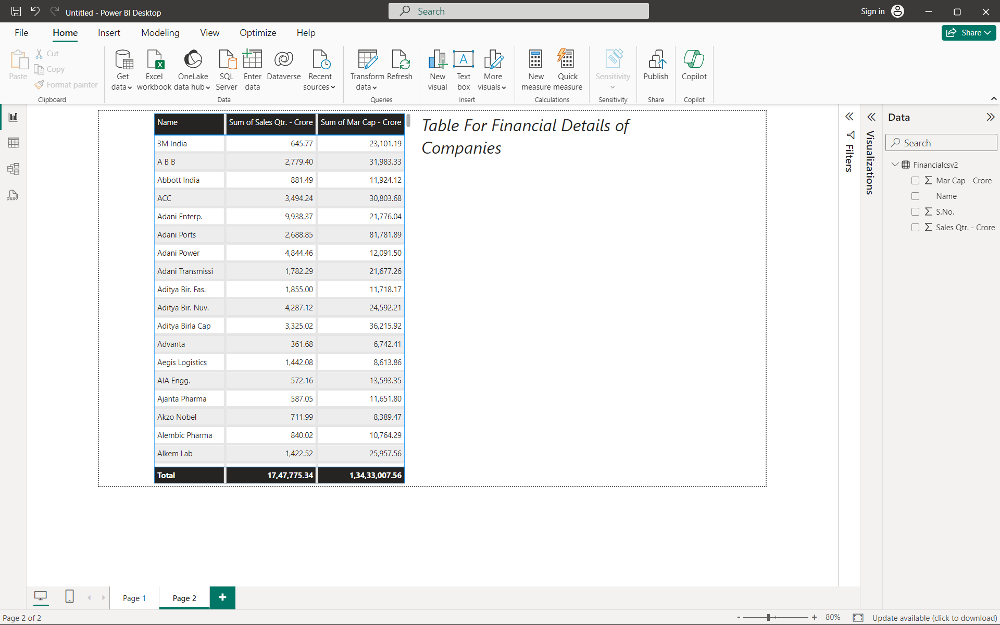 Untitled - Power BI Desktop
Search
Sign in
File Home Insert Modeling View Optimize Help
Share
Paste
Cut
Copy
Format painter
Clipboard
Get data
Excel workbook
OneLake data hub
SQL Server
Enter data
Dataverse
Recent sources
Data
Transform data
Refresh
Queries
New visual
Text box
More visuals
Insert
New measure
Quick measure
Calculations
Sensitivity
Sensitivity
Publish
Share
Copilot
Copilot
DAX
Name Sum of Sales Qtr. - Crore Sum of Mar Cap - Crore
3M India 645.77 23,101.19
A B B 2,779.40 31,983.33
Abbott India 881.49 11,924.12
ACC 3,494.24 30,803.68
Adani Enterp. 9,938.37 21,776.04
Adani Ports 2,688.85 81,781.89
Adani Power 4,844.46 12,091.50
Adani Transmissi 1,782.29 21,677.26
Aditya Bir. Fas. 1,855.00 11,718.17
Aditya Bir. Nuv. 4,287.12 24,592.21
Aditya Birla Cap 3,325.02 36,215.92
Advanta 361.68 6,742.41
Aegis Logistics 1,442.08 8,613.86
AIA Engg. 572.16 13,593.35
Ajanta Pharma 587.05 11,651.80
Akzo Nobel 711.99 8,389.47
Alembic Pharma 840.02 10,764.29
Alkem Lab 1,422.52 25,957.56
Total 17,47,775.34 1,34,33,007.56
Table For Financial Details of
Companies
Filters
Visualizations
Data
Search
Financialcsv2
Mar Cap - Crore
Name
S.No.
Sales Qtr. - Crore
Page 1
Page 2
Page 2 of 2
- + 80%
Update available (click to download)